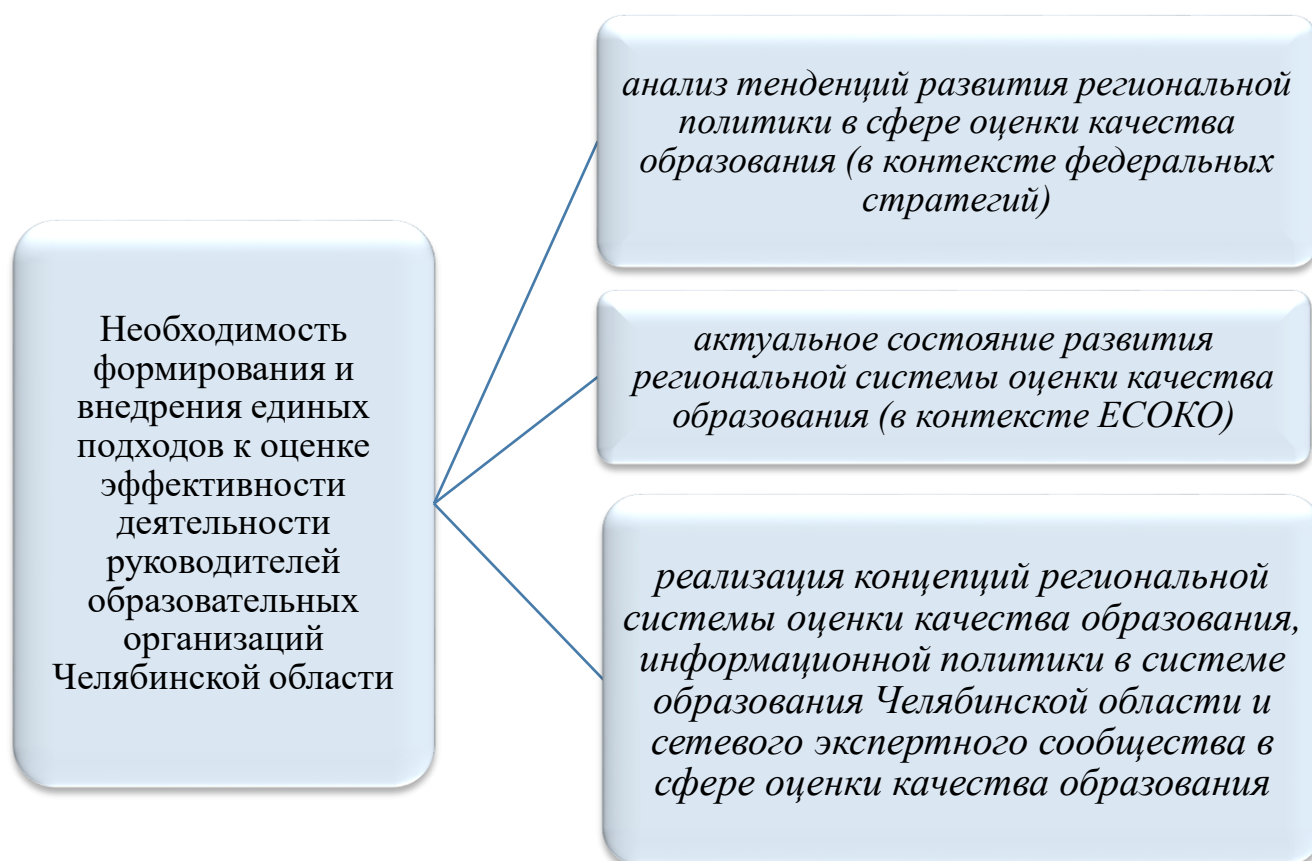 Необходимость
формирования и
внедрения единых
подходов к оценке
эффективности
деятельности
руководителей
образовательных
организаций
Челябинской области
анализ тенденций развития региональной
политики в сфере оценки качества
образования (в контексте федеральных
стратегий)
актуальное состояние развития
региональной системы оценки качества
образования (в контексте ЕСОКО)
реализация концепций региональной
системы оценки качества образования,
информационной политики в системе
образования Челябинской области и
сетевого экспертного сообщества в
сфере оценки качества образования